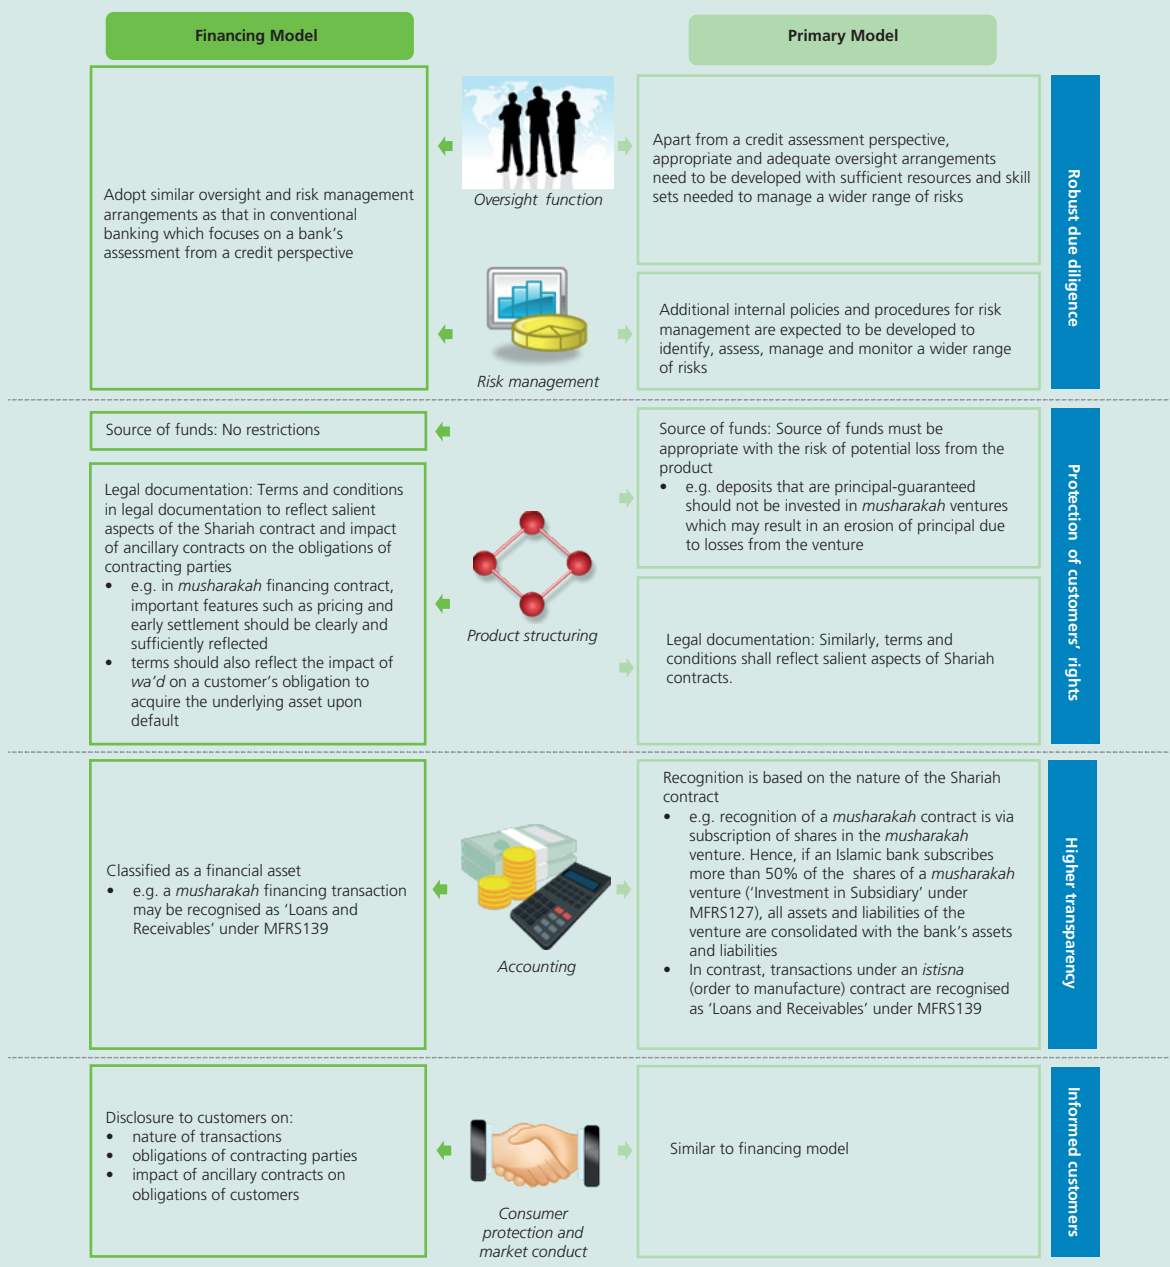 Financing Model
Primary Model
Adopt similar oversight and risk management
arrangements as that in conventional
banking which focuses on a bank's
assessment from a credit perspective
Oversight function
Apart from a credit assessment perspective,
appropriate and adequate oversight arrangements
need to be developed with sufficient resources and skill
sets needed to manage a wider range of risks
Risk management
Additional internal policies and procedures for risk
management are expected to be developed to
identify, assess, manage and monitor a wider range
of risks
Robust due diligence
Source of funds: No restrictions
Legal documentation: Terms and conditions
in legal documentation to reflect salient
aspects of the Shariah contract and impact
of ancillary contracts on the obligations of
contracting parties
• e.g. in musharakah financing contract,
important features such as pricing and
early settlement should be clearly and
sufficiently reflected
• terms should also reflect the impact of
wa'd on a customer's obligation to
acquire the underlying asset upon
default
Product structuring
Source of funds: Source of funds must be
appropriate with the risk of potential loss from the
product
• e.g. deposits that are principal-guaranteed
should not be invested in musharakah ventures
which may result in an erosion of principal due
to losses from the venture
Legal documentation: Similarly, terms and
conditions shall reflect salient aspects of Shariah
contracts.
Protection of customers' rights
Classified as a financial asset
• e.g. a musharakah financing transaction
may be recognised as 'Loans and
Receivables' under MFRS139
Accounting
Recognition is based on the nature of the Shariah
contract
• e.g. recognition of a musharakah contract is via
subscription of shares in the musharakah
venture. Hence, if an Islamic bank subscribes
more than 50% of the shares of a musharakah
venture ('Investment in Subsidiary' under
MFRS127), all assets and liabilities of the
venture are consolidated with the bank's assets
and liabilities
• In contrast, transactions under an istisna
(order to manufacture) contract are recognised
as 'Loans and Receivables' under MFRS139
Higher transparency
Disclosure to customers on:
• nature of transactions
• obligations of contracting parties
• impact of ancillary contracts on
obligations of customers
Consumer
protection and
market conduct
Similar to financing model
Informed customers